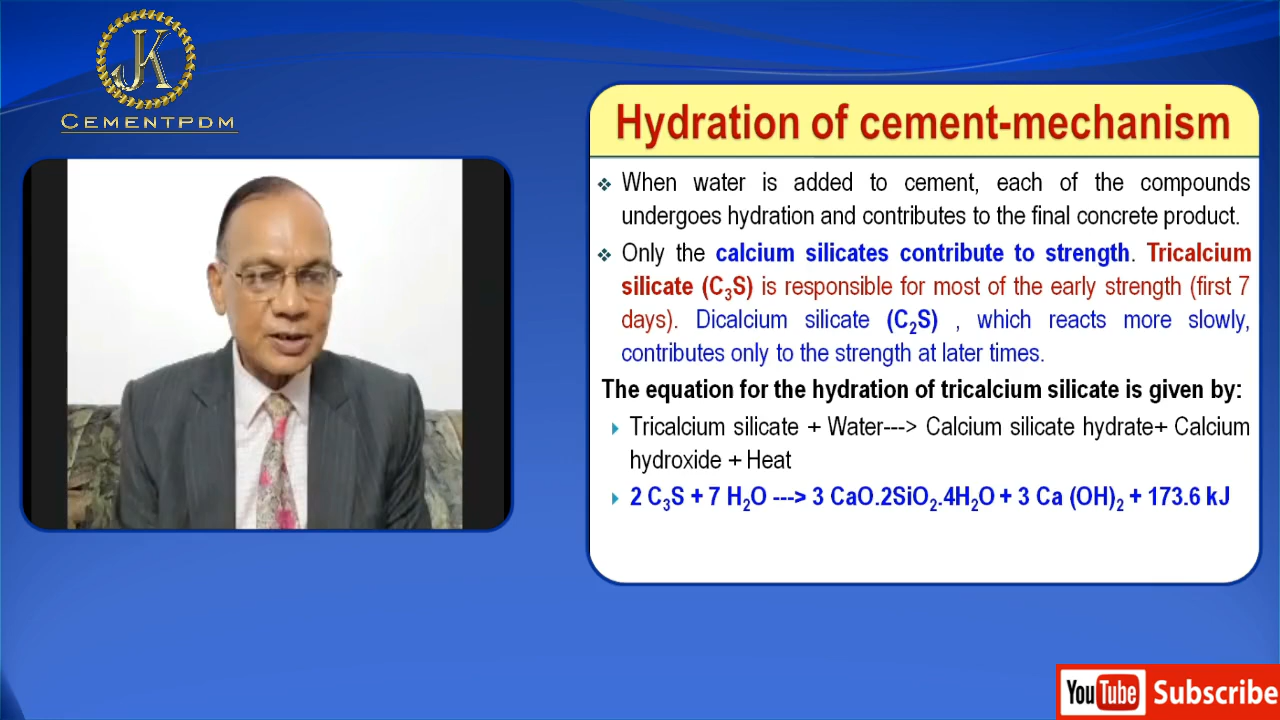 JK
CEMENTPDM
Hydration of cement-mechanism
When water is added to cement, each of the compounds
undergoes hydration and contributes to the final concrete product.
Only the calcium silicates contribute to strength. Tricalcium
silicate (C₃S) is responsible for most of the early strength (first 7
days). Dicalcium silicate (C₂S) , which reacts more slowly,
contributes only to the strength at later times.
The equation for the hydration of tricalcium silicate is given by:
Tricalcium silicate + Water---> Calcium silicate hydrate+ Calcium
hydroxide + Heat
2 C₃S + 7 H₂O ---> 3 CaO.2SiO₂.4H₂O + 3 Ca (OH)₂ + 173.6 kJ
YouTube Subscribe